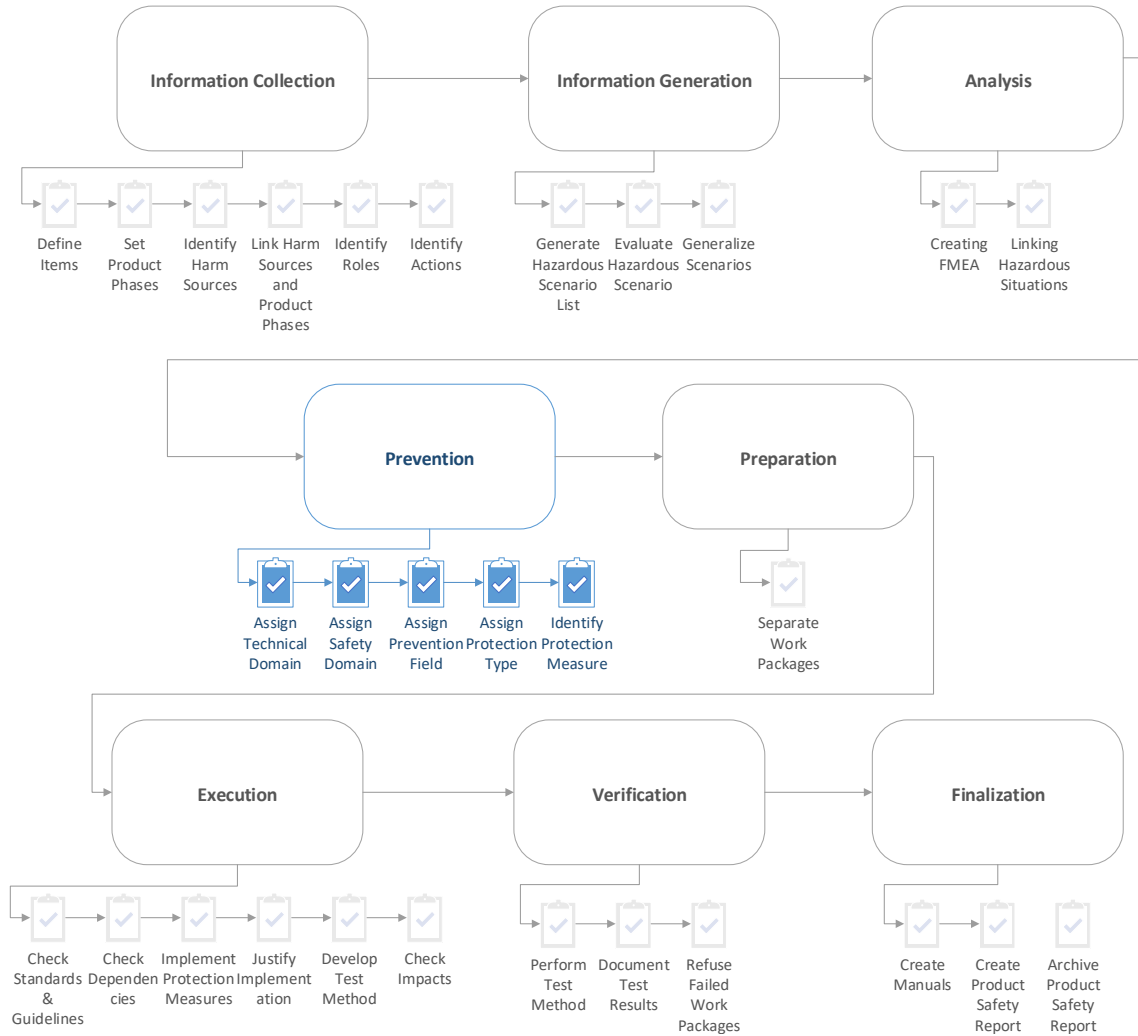 Information Collection
Information Generation
Analysis
Define
Items
Set
Product
Phases
Identify
Harm
Sources
Link Harm
Sources
and
Product
Phases
Identify
Roles
Identify
Actions
Generate
Hazardous
Scenario
List
Evaluate
Hazardous
Scenario
Generalize
Scenarios
Creating
FMEA
Linking
Hazardous
Situations
Prevention
Preparation
Assign
Technical
Domain
Assign
Safety
Domain
Assign
Prevention
Field
Assign
Protection
Type
Identify
Protection
Measure
Separate
Work
Packages
Execution
Verification
Finalization
Check
Standards
&
Guidelines
Check
Dependen
cies
Implement
Protection
Measures
Justify
Implement
ation
Develop
Test
Method
Check
Impacts
Perform
Test
Method
Document
Test
Results
Refuse
Failed
Work
Packages
Create
Manuals
Create
Product
Safety
Report
Archive
Product
Safety
Report